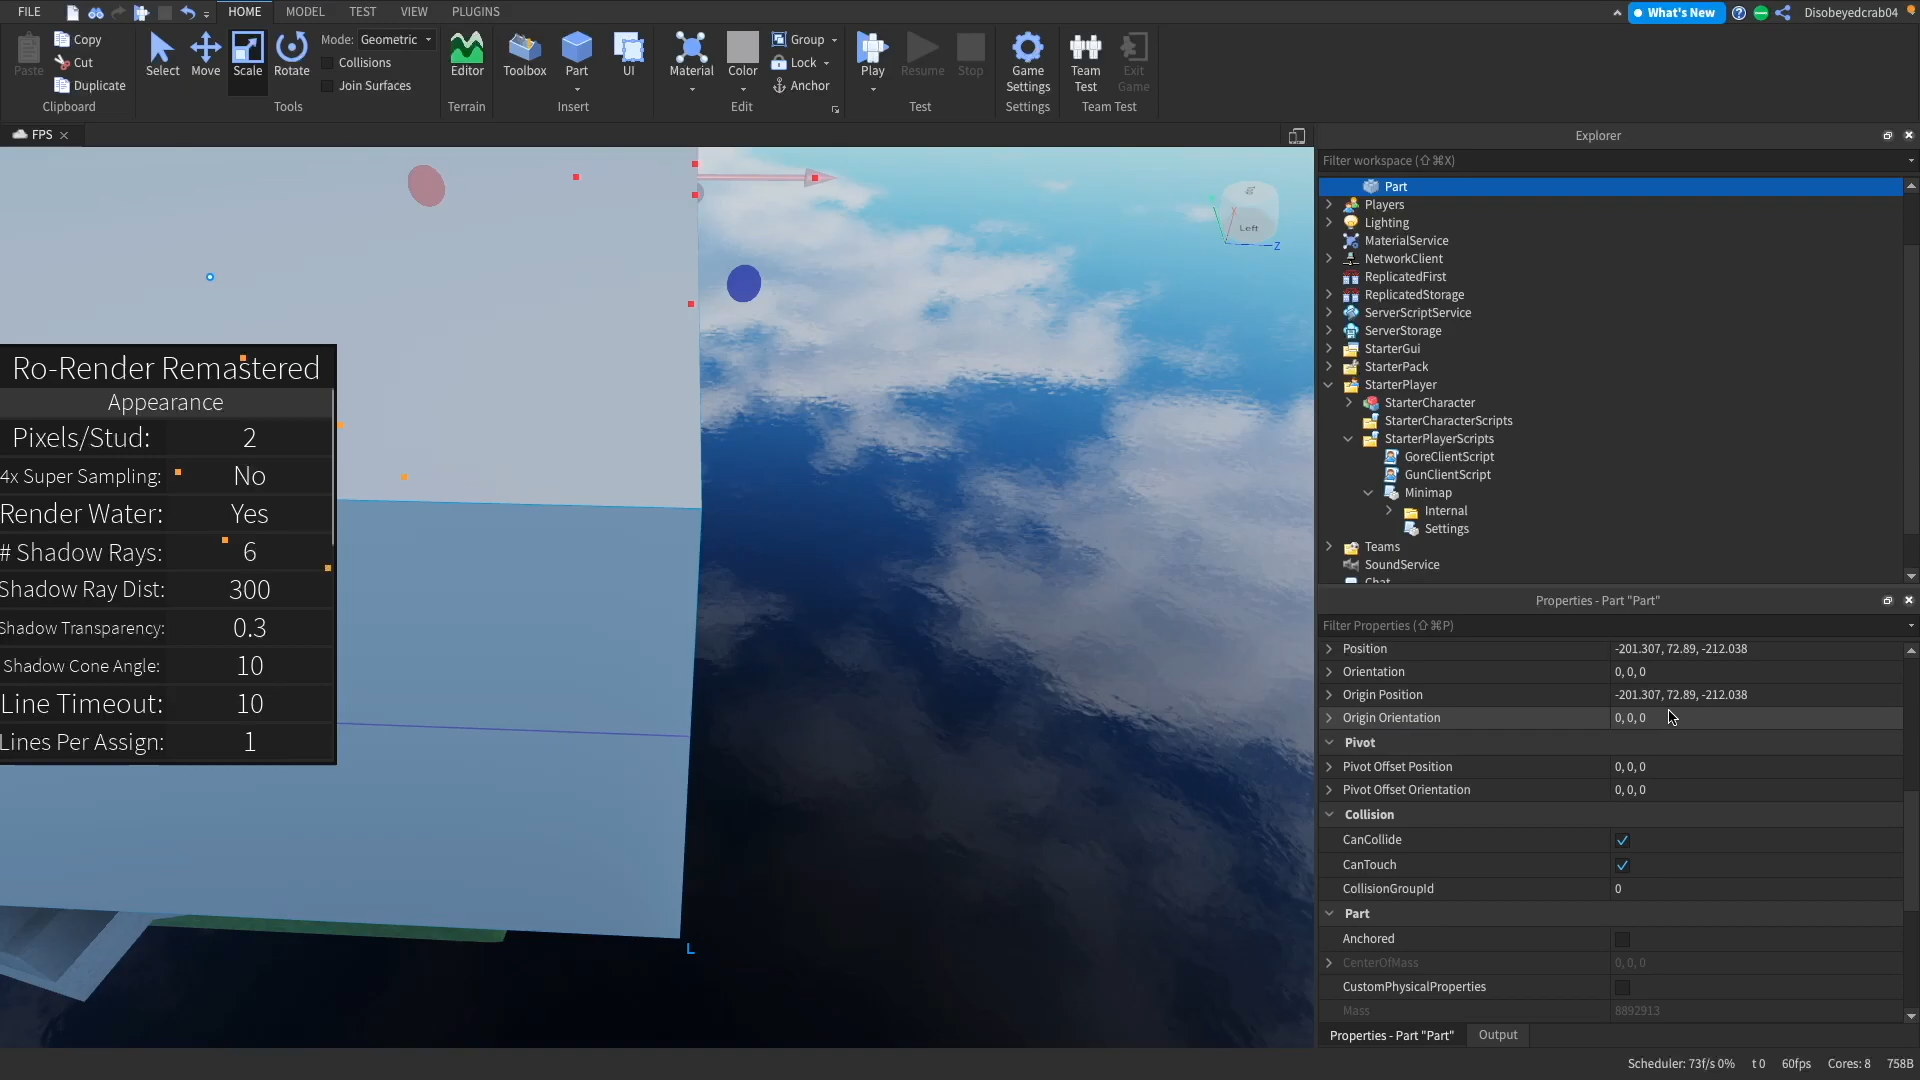 FILE
HOME
MODEL
TEST
VIEW
PLUGINS
What's New
Disobeyedcrab04
Paste
Copy
Cut
Duplicate
Clipboard
Select
Move
Scale
Rotate
Mode: Geometric
Collisions
Join Surfaces
Tools
Editor
Terrain
Toolbox
Part
UI
Insert
Material
Color
Group
Lock
Anchor
Edit
Play
Resume
Stop
Test
Game Settings
Settings
Team Test
Exit Game
Team Test
FPS
Left
Z
Ro-Render Remastered
Appearance
Pixels/Stud: 2
4x Super Sampling: No
Render Water: Yes
# Shadow Rays: 6
Shadow Ray Dist: 300
Shadow Transparency: 0.3
Shadow Cone Angle: 10
Line Timeout: 10
Lines Per Assign: 1
L
Explorer
Filter workspace (⇧⌘X)
Part
Players
Lighting
MaterialService
NetworkClient
ReplicatedFirst
ReplicatedStorage
ServerScriptService
ServerStorage
StarterGui
StarterPack
StarterPlayer
StarterCharacter
StarterCharacterScripts
StarterPlayerScripts
GoreClientScript
GunClientScript
Minimap
Internal
Settings
Teams
SoundService
Chat
Properties - Part "Part"
Filter Properties (⇧⌘P)
Position -201.307, 72.89, -212.038
Orientation 0, 0, 0
Origin Position -201.307, 72.89, -212.038
Origin Orientation 0, 0, 0
Pivot
Pivot Offset Position 0, 0, 0
Pivot Offset Orientation 0, 0, 0
Collision
CanCollide
CanTouch
CollisionGroupId 0
Part
Anchored
CenterOfMass 0, 0, 0
CustomPhysicalProperties
Mass 8892913
Properties - Part "Part"
Output
Scheduler: 73f/s 0% t 0 60fps Cores: 8 758B